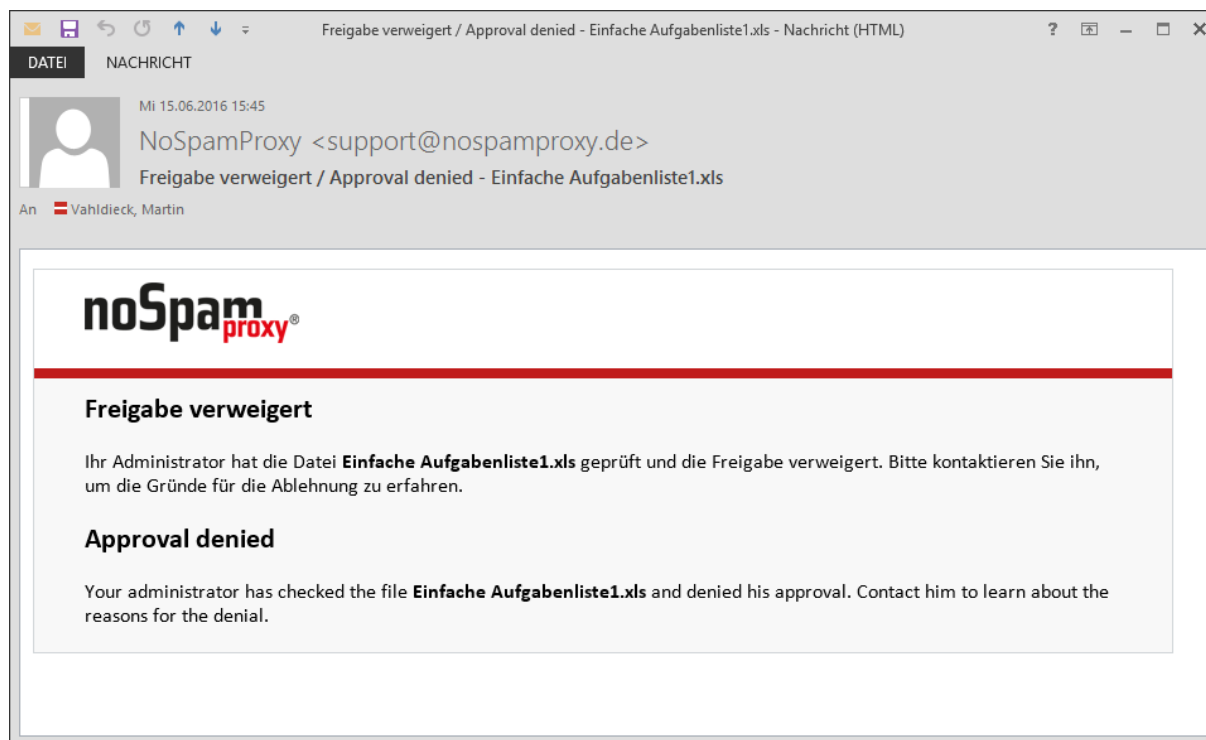 Freigabe verweigert / Approval denied - Einfache Aufgabenliste1.xls - Nachricht (HTML)
?
DATEI NACHRICHT
Mi 15.06.2016 15:45
NoSpamProxy <support@nospamproxy.de>
Freigabe verweigert / Approval denied - Einfache Aufgabenliste1.xls
An Vahldieck, Martin
noSpam
proxy®
Freigabe verweigert
Ihr Administrator hat die Datei Einfache Aufgabenliste1.xls geprüft und die Freigabe verweigert. Bitte kontaktieren Sie ihn,
um die Gründe für die Ablehnung zu erfahren.
Approval denied
Your administrator has checked the file Einfache Aufgabenliste1.xls and denied his approval. Contact him to learn about the
reasons for the denial.